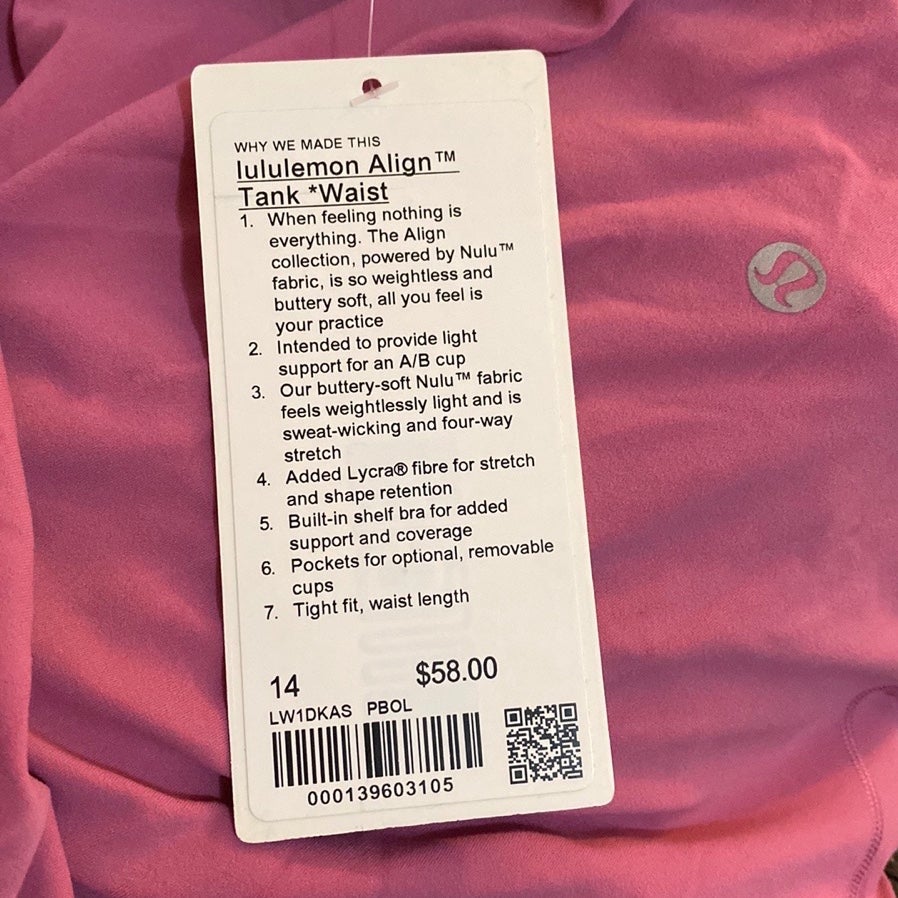 WHY WE MADE THIS
lululemon Align™
Tank *Waist
1. When feeling nothing is
everything. The Align
collection, powered by Nulu™
fabric, is so weightless and
buttery soft, all you feel is
your practice
2. Intended to provide light
support for an A/B cup
3. Our buttery-soft Nulu™ fabric
feels weightlessly light and is
sweat-wicking and four-way
stretch
4. Added Lycra® fibre for stretch
and shape retention
5. Built-in shelf bra for added
support and coverage
6. Pockets for optional, removable
cups
7. Tight fit, waist length
14 $58.00
LW1DKAS PBOL
000139603105